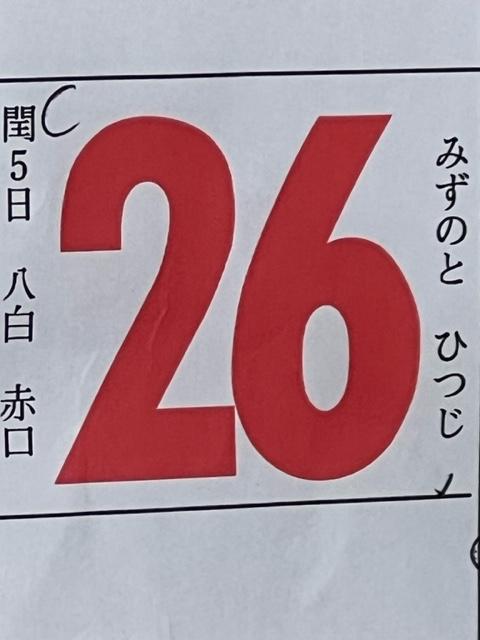 みずのと ひつじ
26
閏5日 八白 赤口